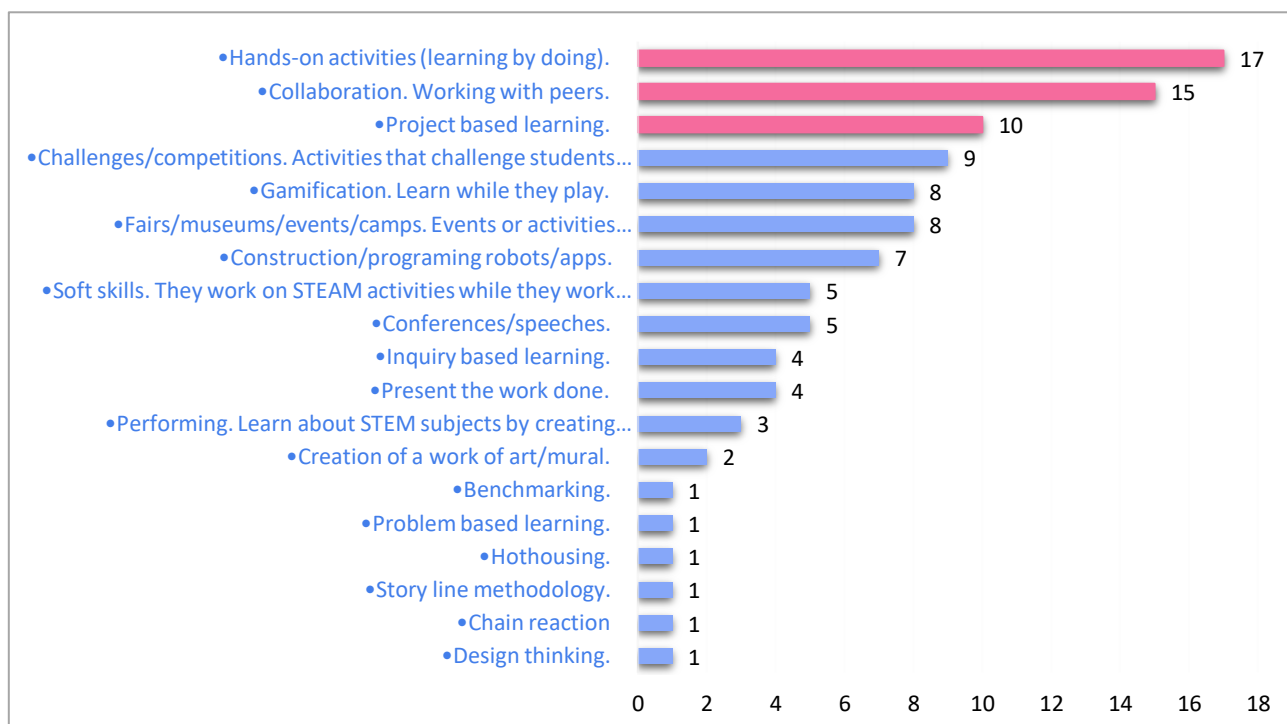 •Hands-on activities (learning by doing). 17
•Collaboration. Working with peers. 15
•Project based learning. 10
•Challenges/competitions. Activities that challenge students... 9
•Gamification. Learn while they play. 8
•Fairs/museums/events/camps. Events or activities... 8
•Construction/programing robots/apps. 7
•Soft skills. They work on STEAM activities while they work... 5
•Conferences/speeches. 5
•Inquiry based learning. 4
•Present the work done. 4
•Performing. Learn about STEM subjects by creating... 3
•Creation of a work of art/mural. 2
•Benchmarking. 1
•Problem based learning. 1
•Hothousing. 1
•Story line methodology. 1
•Chain reaction 1
•Design thinking. 1
0 2 4 6 8 10 12 14 16 18